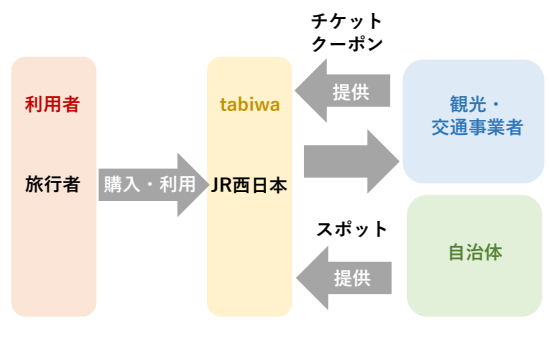 チケット
クーポン
利用者
tabiwa
提供
観光・
交通事業者
旅行者
購入・利用
JR西日本
スポット
自治体
提供